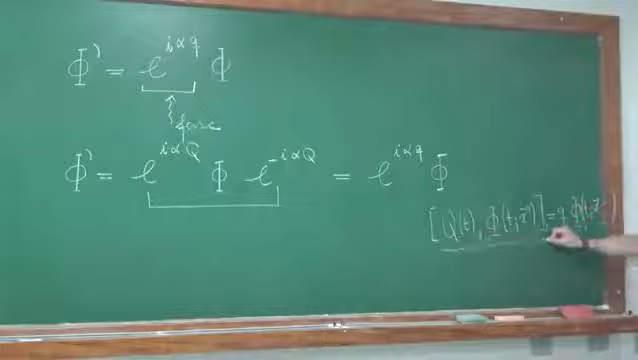 Φ' = e^{iαq} Φ
fase
Φ' = e^{iαQ} Φ e^{-iαQ} = e^{iαq} Φ
[Q(t), Φ(t,x⃗)] = q Φ(t,x⃗)